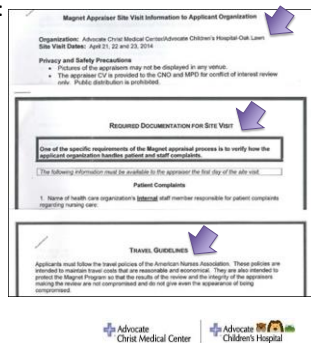 :
Magnet Appraiser Site Visit Information to Applicant Organization
Organization: Advocate Christ Medical Center/Advocate Children's Hospital-Oak Lawn
Site Visit Dates: April 21, 22 and 23, 2014
Privacy and Safety Precautions
• Pictures of the appraisers may not be displayed in any venue.
• The appraiser CV is provided to the CNO and MPD for conflict of interest review
only. Public distribution is prohibited.
REQUIRED DOCUMENTATION FOR SITE VISIT
One of the specific requirements of the Magnet appraisal process is to verify how the
applicant organization handles patient and staff complaints.
The following information must be available to the appraiser the first day of the site visit.
Patient Complaints
1. Name of health care organization's internal staff member responsible for patient complaints
regarding nursing care:
TRAVEL GUIDELINES
Applicants must follow the travel policies of the American Nurses Association. These policies are
intended to maintain travel costs that are reasonable and economical. They are also intended to
protect the Magnet Program so that the results of the review and the integrity of the appraisers
making the review are not compromised and do not give even the appearance of being
compromised.
Advocate
Christ Medical Center
Advocate
Children's Hospital